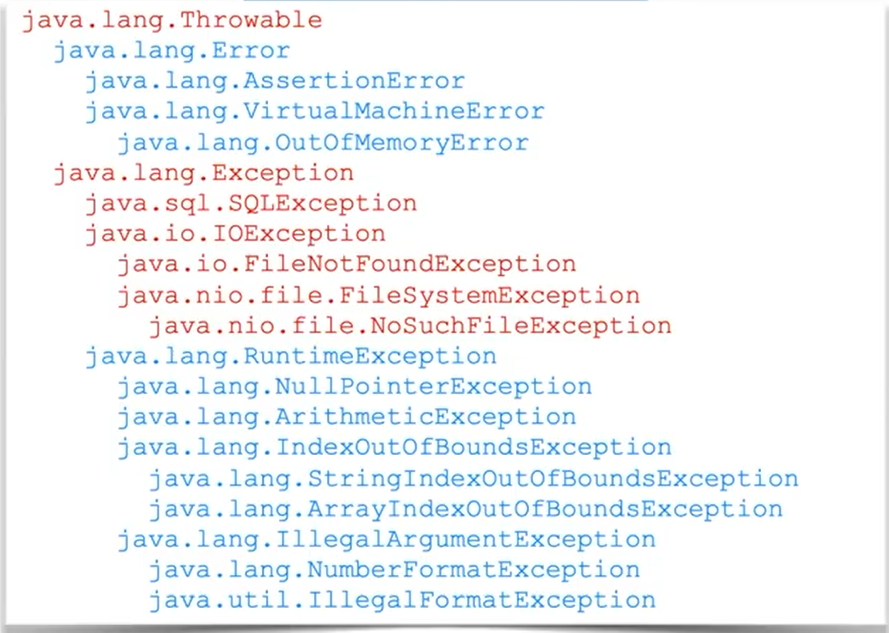 java.lang.Throwable
java.lang.Error
java.lang.AssertionError
java.lang.VirtualMachineError
java.lang.OutOfMemoryError
java.lang.Exception
java.sql.SQLException
java.io.IOException
java.io.FileNotFoundException
java.nio.file.FileSystemException
java.nio.file.NoSuchFileException
java.lang.RuntimeException
java.lang.NullPointerException
java.lang.ArithmeticException
java.lang.IndexOutOfBoundsException
java.lang.StringIndexOutOfBoundsException
java.lang.ArrayIndexOutOfBoundsException
java.lang.IllegalArgumentException
java.lang.NumberFormatException
java.util.IllegalFormatException